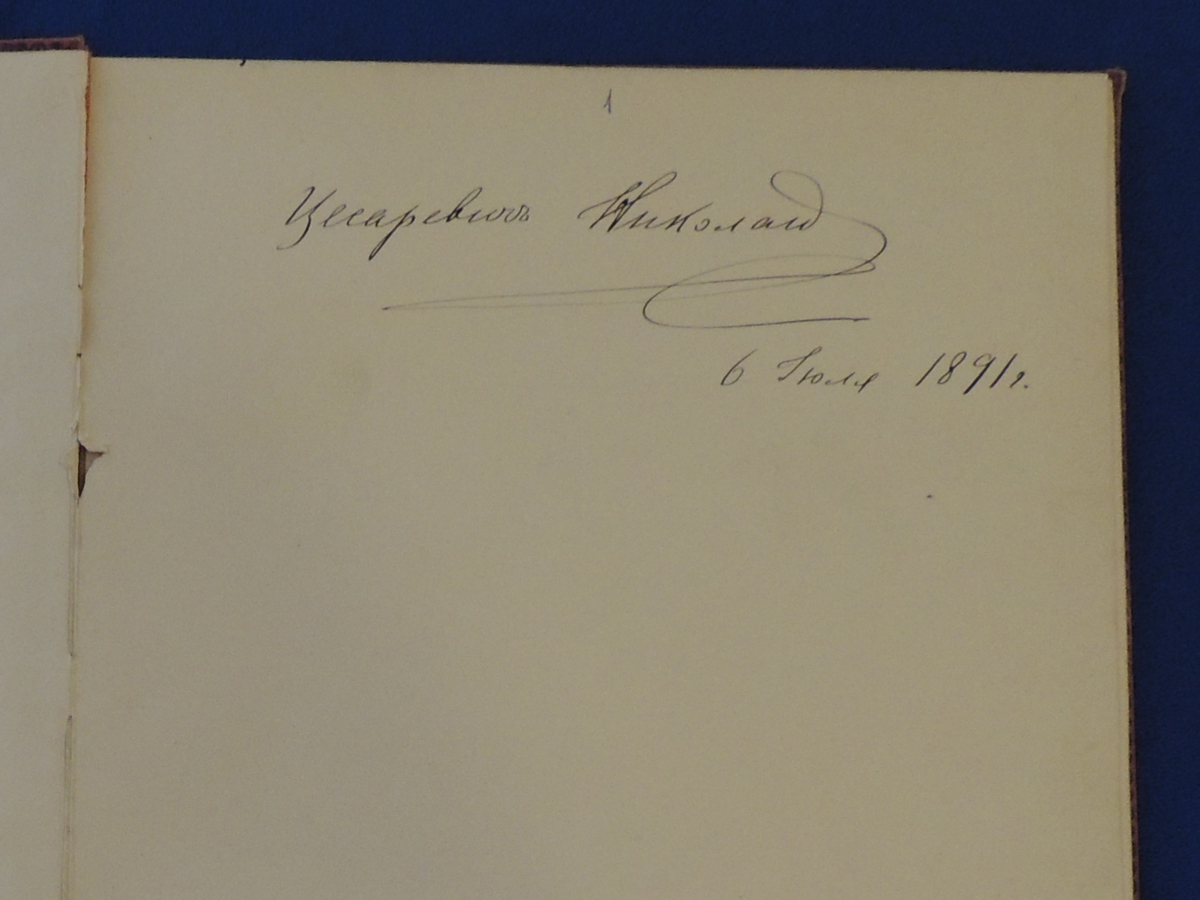 1
Цесаревичъ Николай
6 Іюля 1891 г.